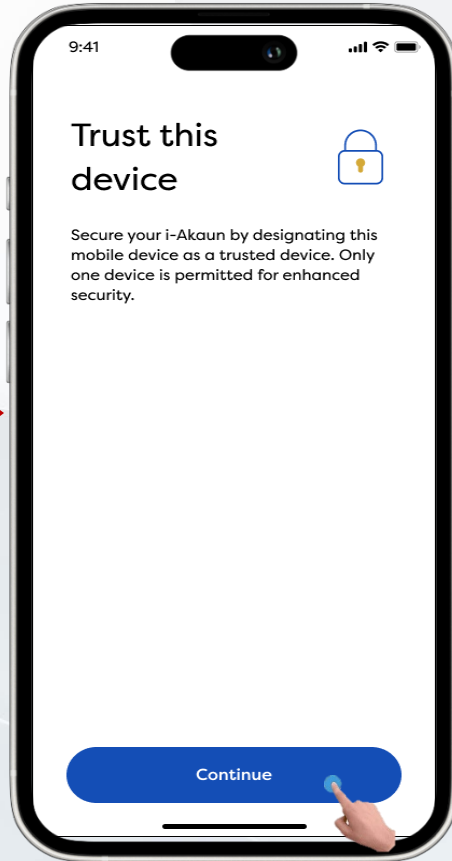 9:41
Trust this
device
Secure your i-Akaun by designating this
mobile device as a trusted device. Only
one device is permitted for enhanced
security.
Continue